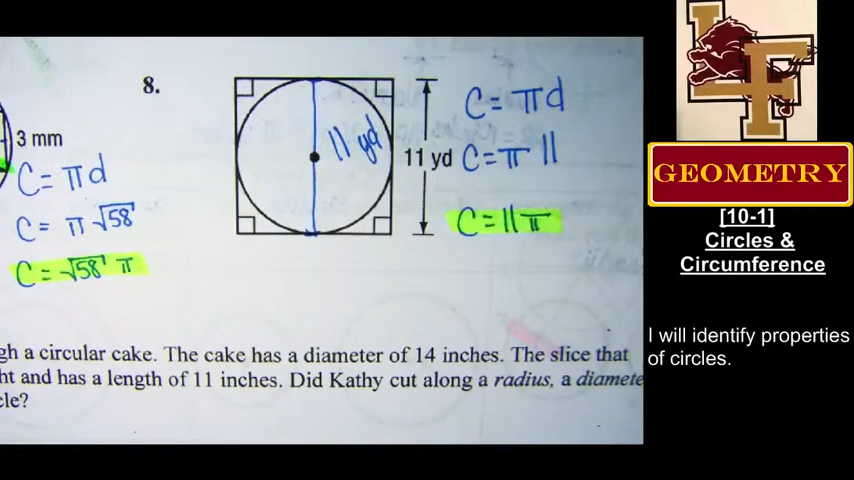 8.
3 mm
C = πd
C = π √58
C = √58 π
11 yd
11 yd
C = πd
C = π 11
C = 11 π
gh a circular cake. The cake has a diameter of 14 inches. The slice that
ht and has a length of 11 inches. Did Kathy cut along a radius, a diamete
cle?
LF
GEOMETRY
[10-1]
Circles &
Circumference
I will identify properties
of circles.